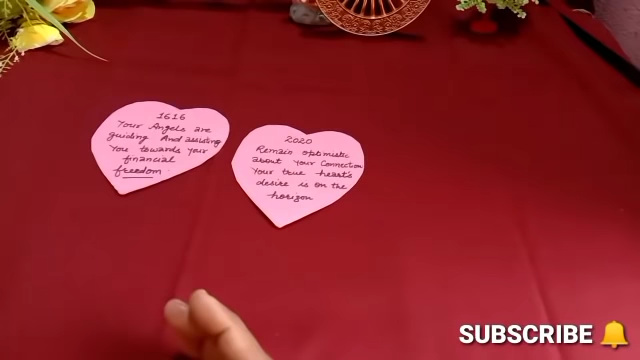 1616
Your Angels are
guiding And assisting
You towards your
financial
freedom
2020
Remain optimistic
about Your Connection
Your true heart's
desire is on the
horizon
SUBSCRIBE